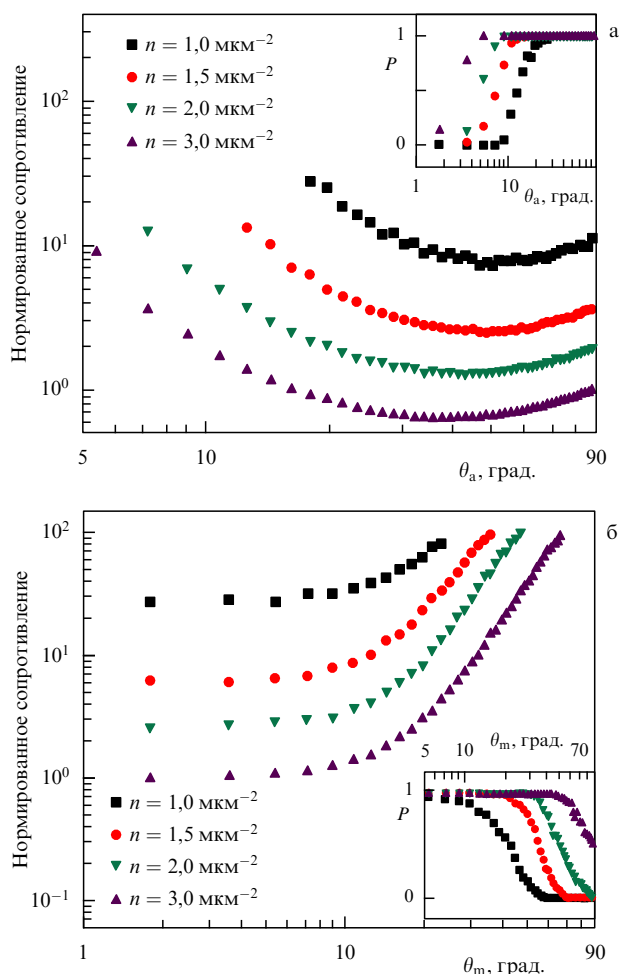 а
10²
10¹
10⁰
Нормированное сопротивление
n = 1,0 мкм⁻²
n = 1,5 мкм⁻²
n = 2,0 мкм⁻²
n = 3,0 мкм⁻²
1
P
0
1 10 θₐ, град.
5 10 θₐ, град. 90
б
10²
10¹
10⁰
10⁻¹
Нормированное сопротивление
n = 1,0 мкм⁻²
n = 1,5 мкм⁻²
n = 2,0 мкм⁻²
n = 3,0 мкм⁻²
5 10 θₘ, град. 70
1
P
0
1 10 θₘ, град. 90